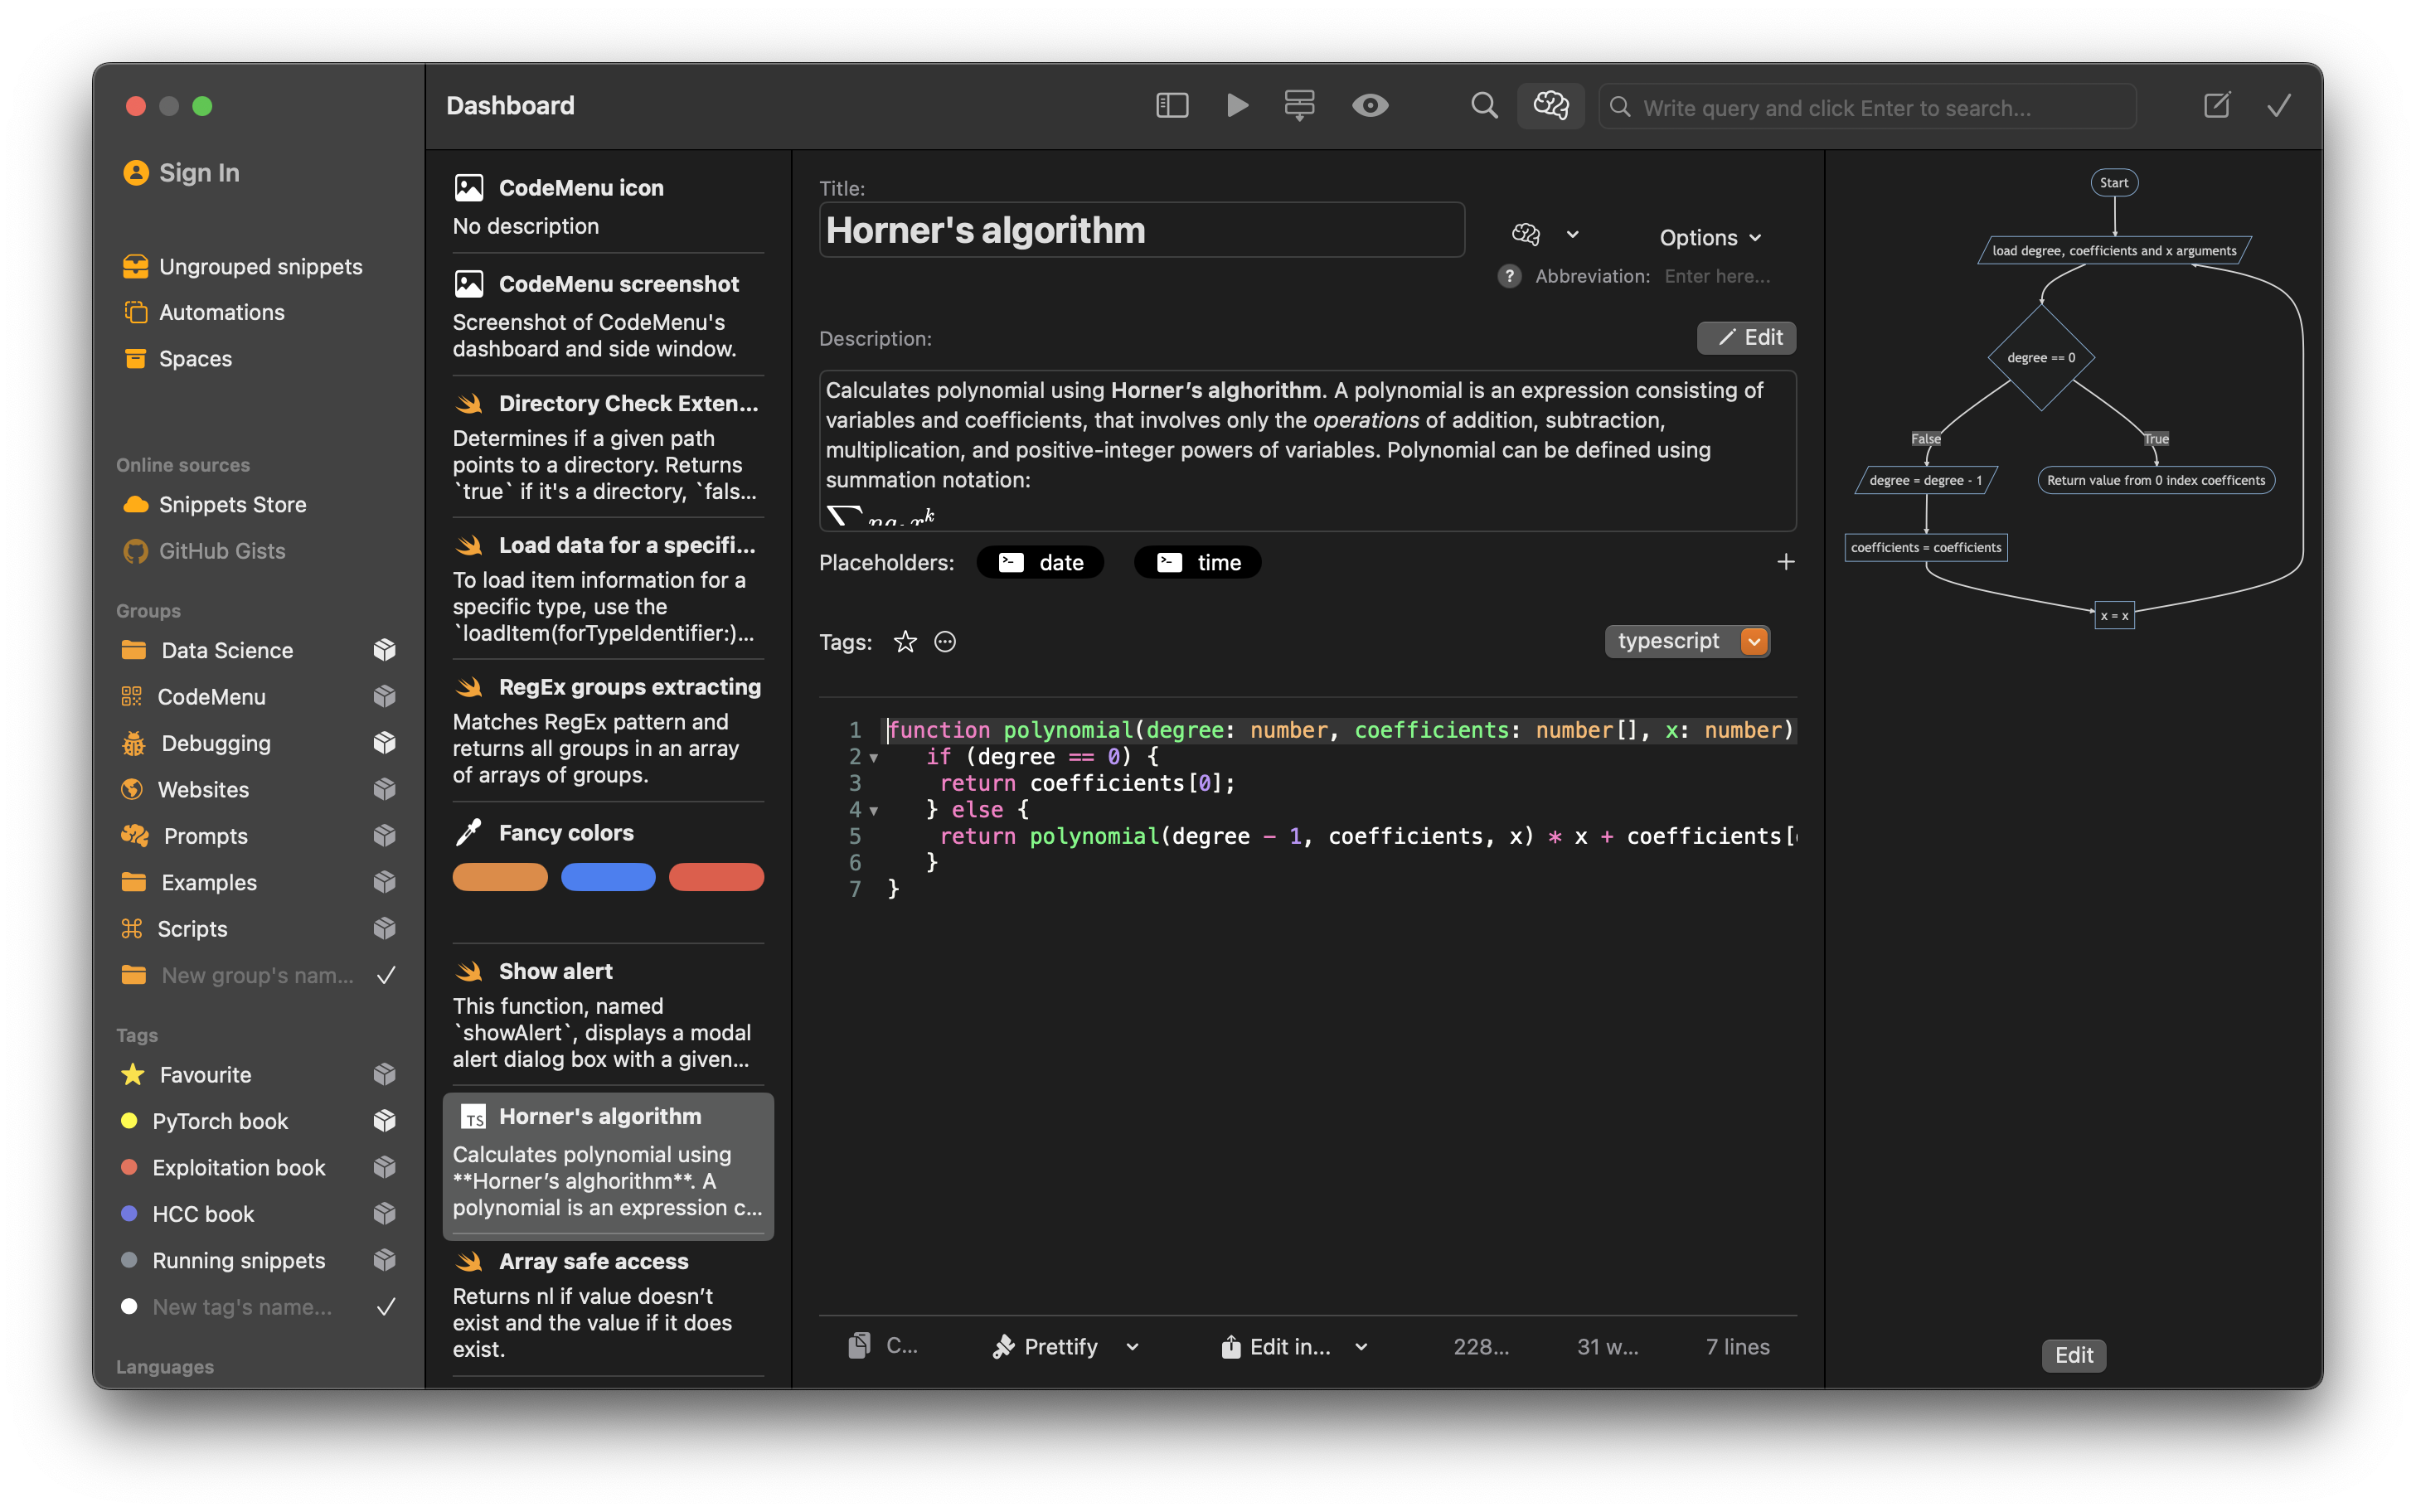 Dashboard
Write query and click Enter to search...
Sign In
Ungrouped snippets
Automations
Spaces
Online sources
Snippets Store
GitHub Gists
Groups
Data Science
CodeMenu
Debugging
Websites
Prompts
Examples
Scripts
New group's nam...
Tags
Favourite
PyTorch book
Exploitation book
HCC book
Running snippets
New tag's name...
Languages
CodeMenu icon
No description
CodeMenu screenshot
Screenshot of CodeMenu's
dashboard and side window.
Directory Check Exten...
Determines if a given path
points to a directory. Returns
`true` if it's a directory, `fals...
Load data for a specifi...
To load item information for a
specific type, use the
`loadItem(forTypeIdentifier:)...
RegEx groups extracting
Matches RegEx pattern and
returns all groups in an array
of arrays of groups.
Fancy colors
Show alert
This function, named
`showAlert`, displays a modal
alert dialog box with a given...
TS Horner's algorithm
Calculates polynomial using
**Horner’s alghorithm**. A
polynomial is an expression c...
Array safe access
Returns nl if value doesn’t
exist and the value if it does
exist.
Title:
Horner's algorithm
Options
? Abbreviation: Enter here...
Description:
Edit
Calculates polynomial using Horner’s alghorithm. A polynomial is an expression consisting of
variables and coefficients, that involves only the operations of addition, subtraction,
multiplication, and positive-integer powers of variables. Polynomial can be defined using
summation notation:
Placeholders: date time +
Tags:
typescript
1 function polynomial(degree: number, coefficients: number[], x: number)
2 if (degree == 0) {
3 return coefficients[0];
4 } else {
5 return polynomial(degree - 1, coefficients, x) * x + coefficients[
6 }
7 }
C...
Prettify
Edit in...
228...
31 w...
7 lines
Start
load degree, coefficients and x arguments
degree == 0
False
True
degree = degree - 1
Return value from 0 index coefficents
coefficients = coefficients
x = x
Edit